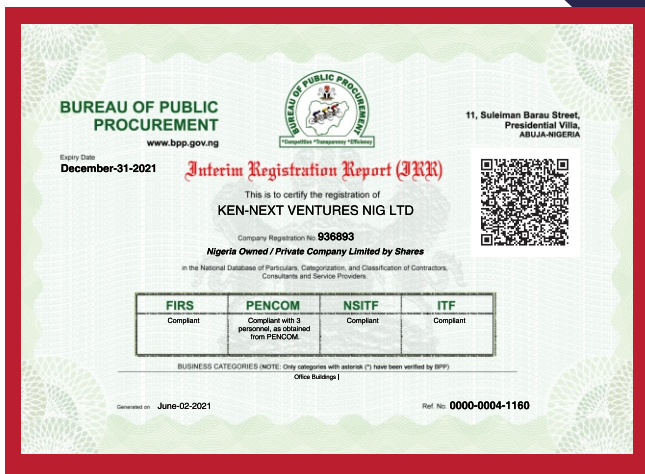 BUREAU OF PUBLIC
PROCUREMENT
www.bpp.gov.ng
BUREAU OF PUBLIC PROCUREMENT
*Competition *Transparency *Efficiency
11, Suleiman Barau Street,
Presidential Villa,
ABUJA-NIGERIA
Expiry Date
December-31-2021
Interim Registration Report (IRR)
This is to certify the registration of
KEN-NEXT VENTURES NIG LTD
Company Registration No 936893
Nigeria Owned / Private Company Limited by Shares
in the National Database of Particulars, Categorization, and Classification of Contractors,
Consultants and Service Providers.
FIRS PENCOM NSITF ITF
Compliant Compliant with 3 Compliant Compliant
personnel, as obtained
from PENCOM.
BUSINESS CATEGORIES (NOTE: Only categories with asterisk (*) have been verified by BPP)
Office Buildings |
Generated on June-02-2021
Ref. No. 0000-0004-1160